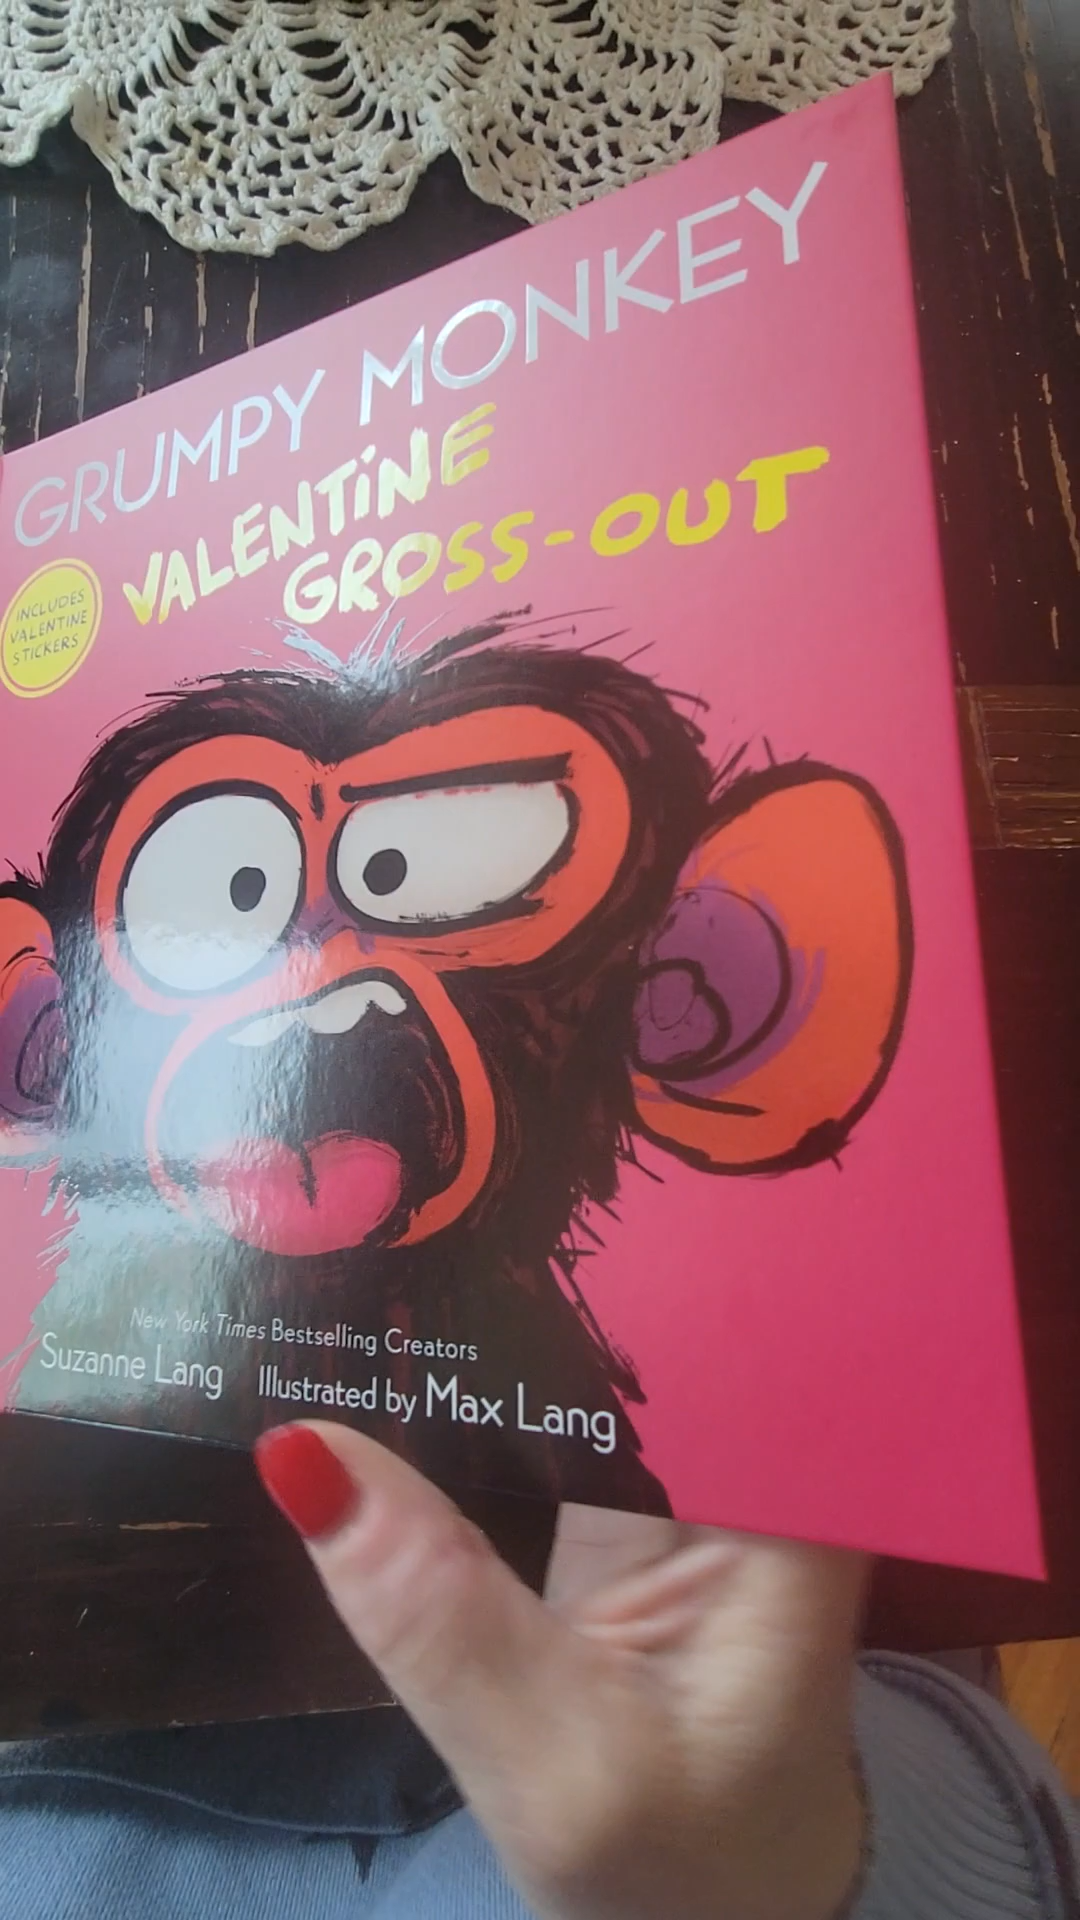 GRUMPY MONKEY
VALENTINE
GROSS-OUT
INCLUDES
VALENTINE
STICKERS
New York Times Bestselling Creators
Suzanne Lang Illustrated by Max Lang